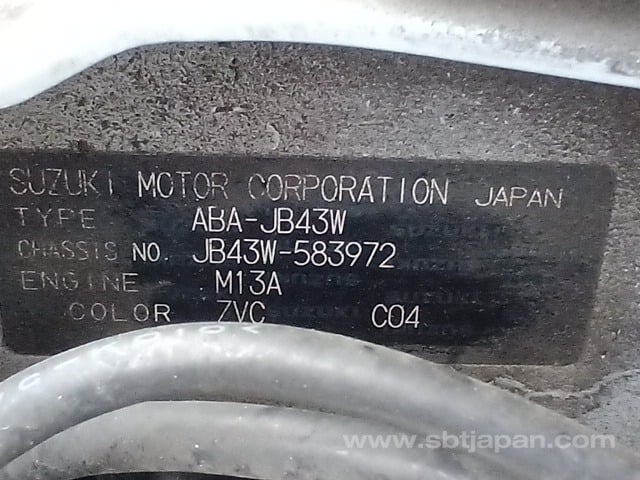 SUZUKI MOTOR CORPORATION JAPAN
TYPE ABA-JB43W
CHASSIS NO. JB43W-583972
ENGINE M13A
COLOR ZVC C04
www.sbtjapan.com